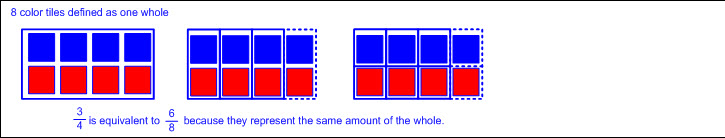 8 color tiles defined as one whole
3/4 is equivalent to 6/8 because they represent the same amount of the whole.